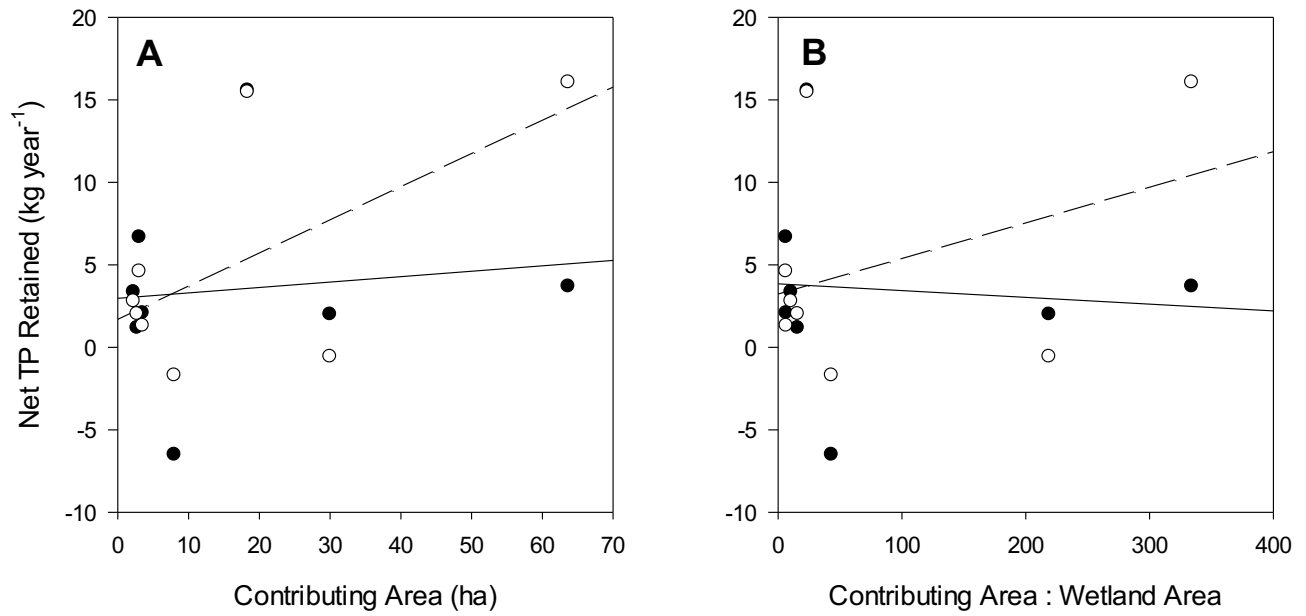 A
B
Net TP Retained (kg year-1)
20
15
10
5
0
-5
-10
0 10 20 30 40 50 60 70
Contributing Area (ha)
20
15
10
5
0
-5
-10
0 100 200 300 400
Contributing Area : Wetland Area